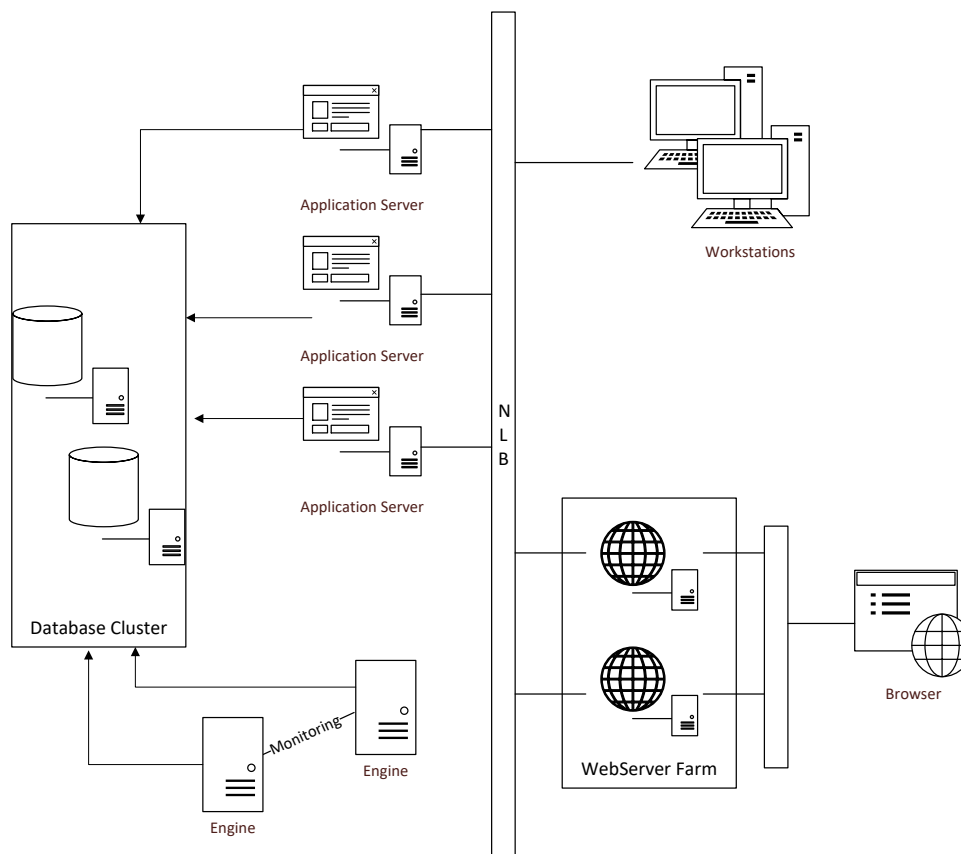 Application Server
Workstations
Application Server
N
L
B
Application Server
Database Cluster
Monitoring
Engine
Engine
WebServer Farm
Browser